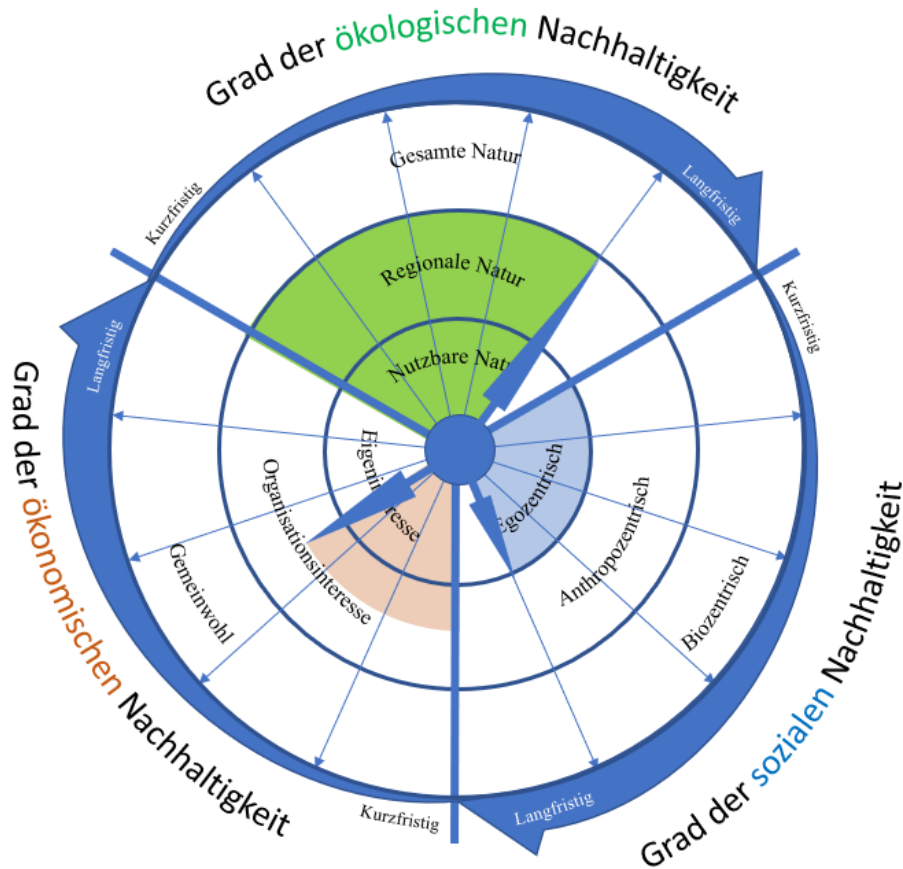 Grad der ökologischen Nachhaltigkeit
Kurzfristig
Langfristig
Gesamte Natur
Regionale Natur
Nutzbare Natur
Kurzfristig
Langfristig
Egozentrisch
Anthropozentrisch
Biozentrisch
Grad der sozialen Nachhaltigkeit
Kurzfristig
Langfristig
Eigeninteresse
Organisationsinteresse
Gemeinwohl
Grad der ökonomischen Nachhaltigkeit